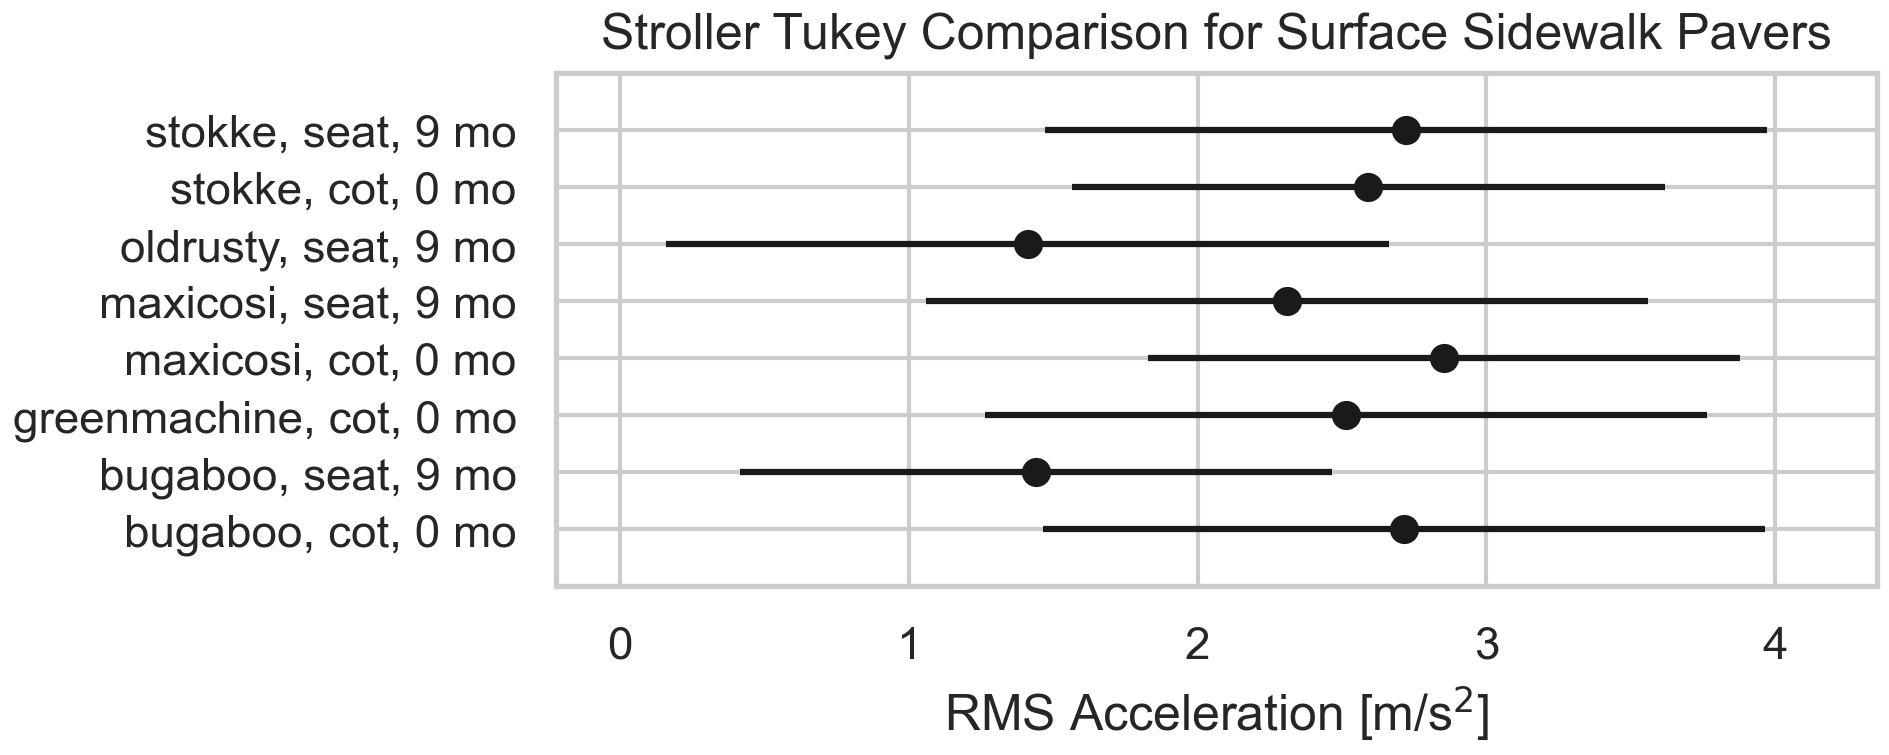 Stroller Tukey Comparison for Surface Sidewalk Pavers
stokke, seat, 9 mo
stokke, cot, 0 mo
oldrusty, seat, 9 mo
maxicosi, seat, 9 mo
maxicosi, cot, 0 mo
greenmachine, cot, 0 mo
bugaboo, seat, 9 mo
bugaboo, cot, 0 mo
0 1 2 3 4
RMS Acceleration [m/s²]